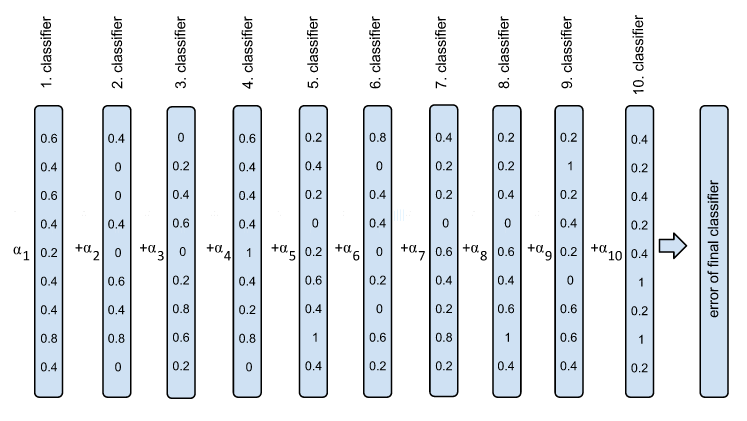 1. classifier 2. classifier 3. classifier 4. classifier 5. classifier 6. classifier 7. classifier 8. classifier 9. classifier 10. classifier
0.6 0.4 0 0.6 0.2 0.8 0.4 0.2 0.2 0.4
0.4 0 0.2 0.4 0.4 0 0.2 0.2 1 0.2
0.6 0 0.4 0.4 0.2 0.4 0.4 0.4 0.2 0.4
0.4 0.4 0.6 0.4 0 0.4 0 0 0.4 0.2
α1 0.2 +α2 0 +α3 0 +α4 1 +α5 0.2 +α6 0 +α7 0.6 +α8 0.6 +α9 0.2 +α10 0.4
0.4 0.6 0.2 0.4 0.6 0.2 0.4 0.4 0 1
0.4 0.4 0.8 0.2 0.4 0 0.2 0.6 0.6 0.2
0.8 0.8 0.6 0.8 1 0.6 0.8 1 0.6 1
0.4 0 0.2 0 0.4 0.2 0.2 0.4 0.4 0.2
error of final classifier